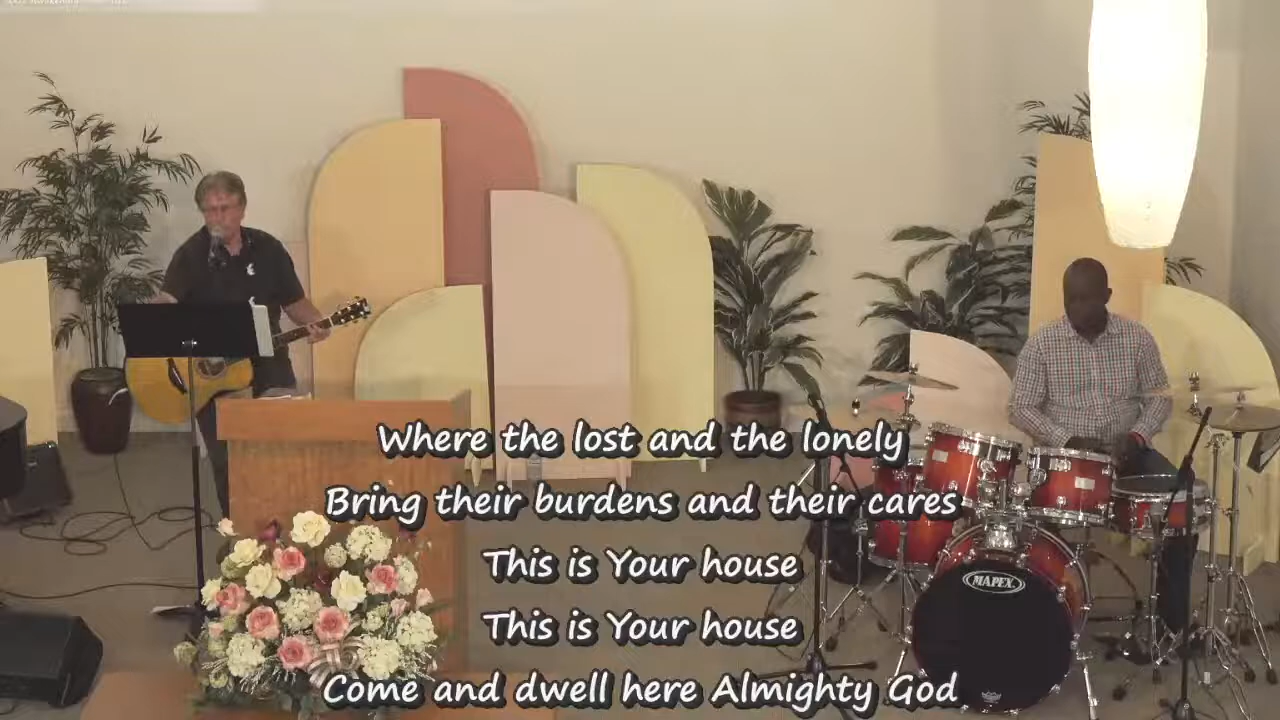 Where the lost and the lonely
Bring their burdens and their cares
This is Your house
MAPEX
This is Your house
Come and dwell here Almighty God